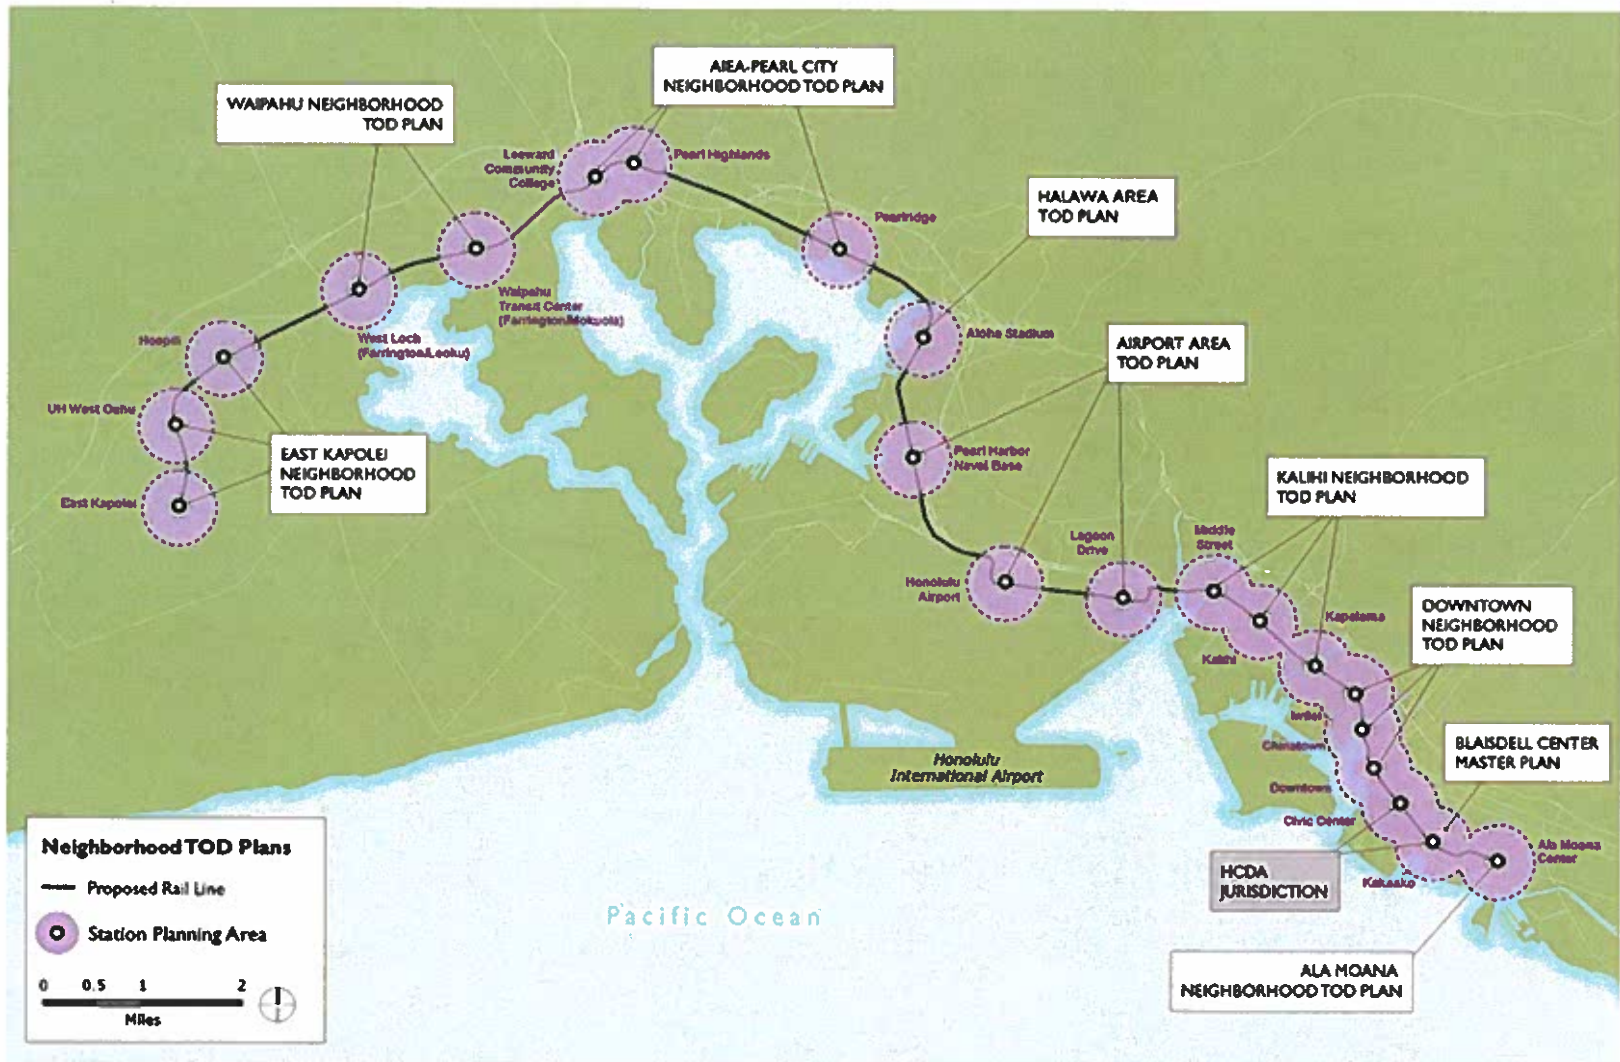 AIEA-PEARL CITY
NEIGHBORHOOD TOD PLAN
WAIPAHU NEIGHBORHOOD
TOD PLAN
Leeward
Community
College
Pearl Highlands
HALAWA AREA
TOD PLAN
Pearlridge
Waipahu
Transit Center
(Farrington/Mokuola)
Hoopili
West Loch
(Farrington/Leoku)
Aloha Stadium
AIRPORT AREA
TOD PLAN
UH West Oahu
EAST KAPOLEI
NEIGHBORHOOD
TOD PLAN
East Kapolei
Pearl Harbor
Naval Base
KALIHI NEIGHBORHOOD
TOD PLAN
Lagoon
Drive
Middle
Street
Honolulu
Airport
Kapalama
DOWNTOWN
NEIGHBORHOOD
TOD PLAN
Kalihi
Iwilei
Chinatown
BLAISDELL CENTER
MASTER PLAN
Honolulu
International Airport
Downtown
Civic Center
Ala Moana
Center
HCDA
JURISDICTION
Kakaako
Pacific Ocean
ALA MOANA
NEIGHBORHOOD TOD PLAN
Neighborhood TOD Plans
Proposed Rail Line
Station Planning Area
0 0.5 1 2
Miles